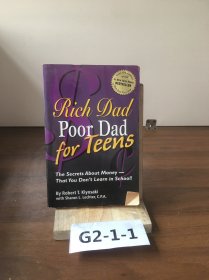 Rich Dad
Poor Dad
for Teens
The Secrets About Money —
That You Don't Learn in School!
By Robert T. Kiyosaki
with Sharon L. Lechter, C.P.A.
G2-1-1